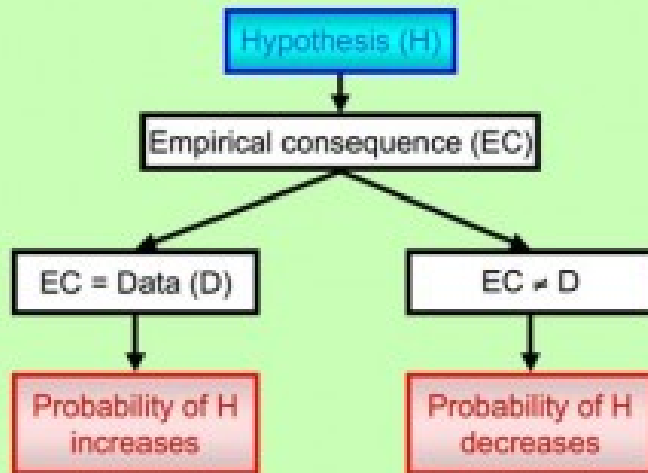 Hypothesis (H)
Empirical consequence (EC)
EC = Data (D)
EC ≠ D
Probability of H
increases
Probability of H
decreases